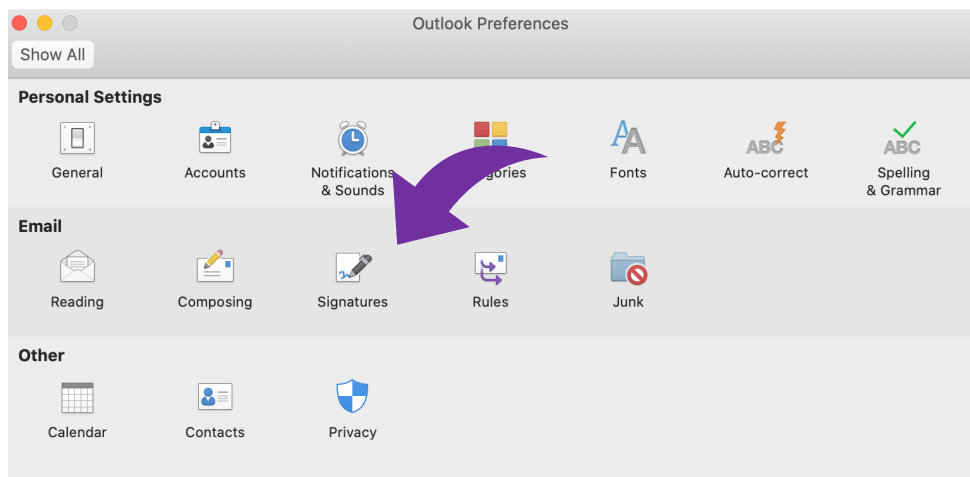 Outlook Preferences
Show All
Personal Settings
General
Accounts
Notifications
& Sounds
Fonts
ABC
Auto-correct
ABC
Spelling
& Grammar
Email
Reading
Composing
Signatures
Rules
Junk
Other
Calendar
Contacts
Privacy